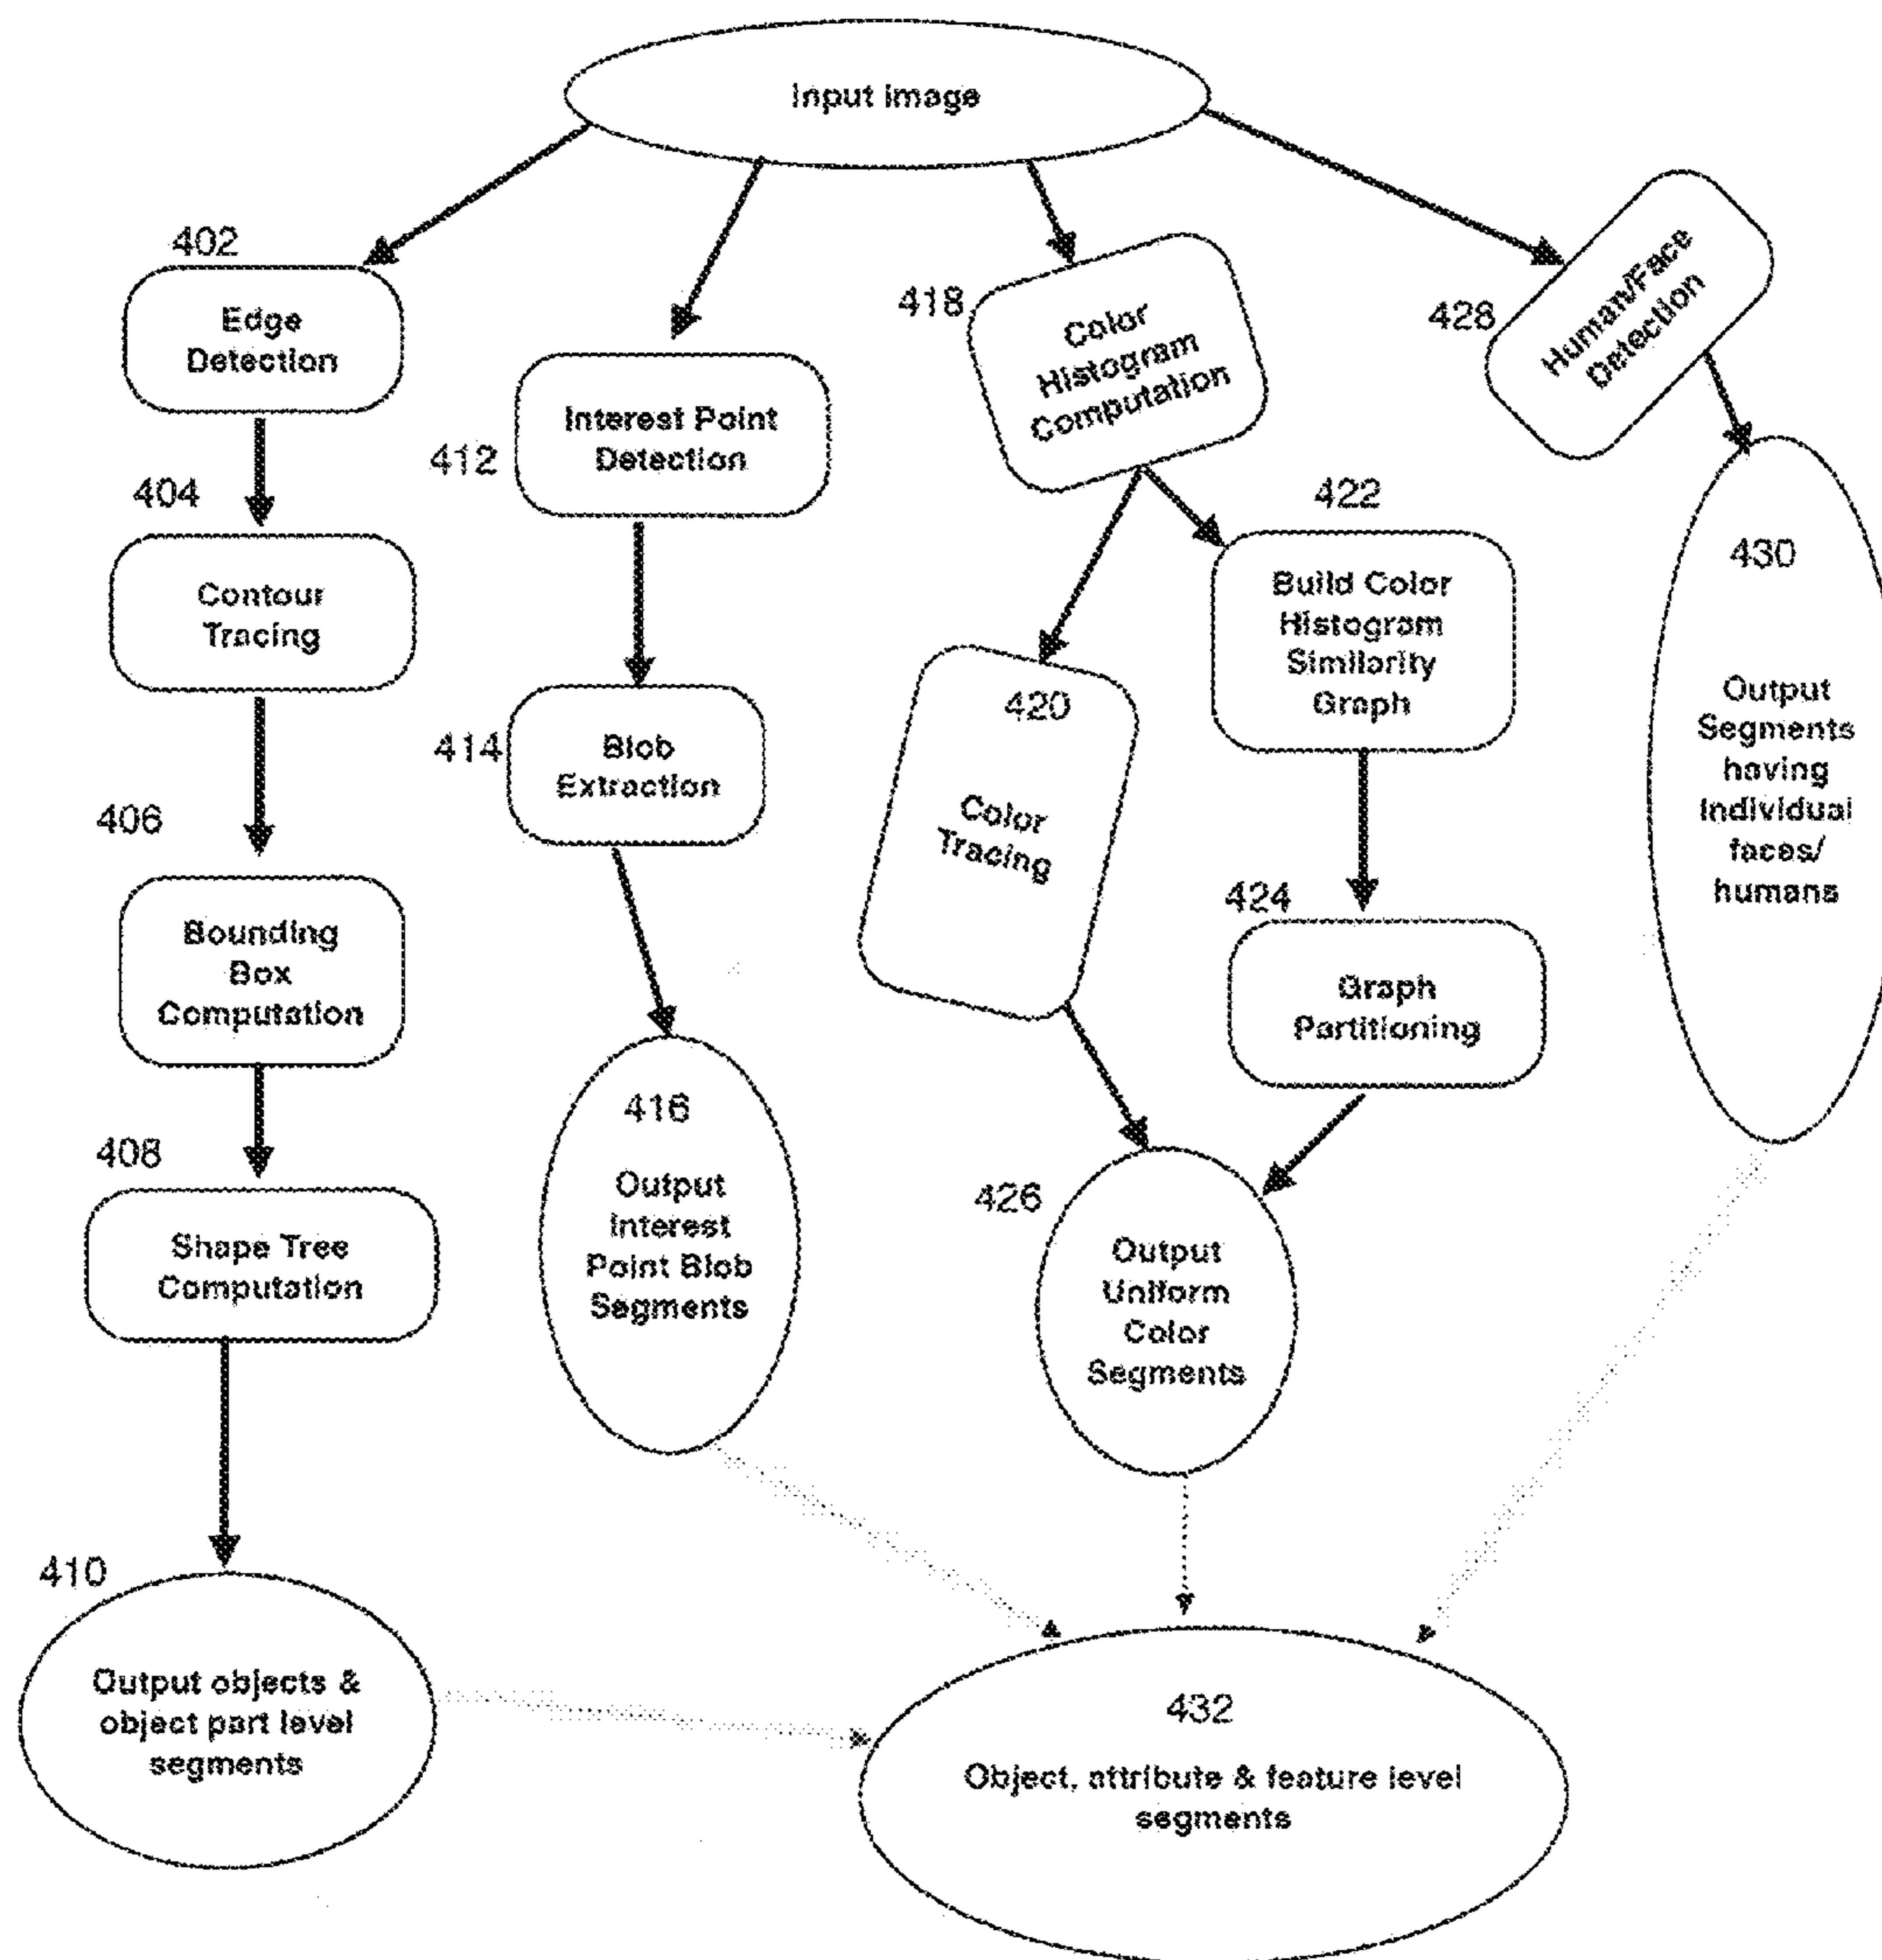 Input image
402
Edge
Detection
404
Contour
Tracing
406
Bounding
Box
Computation
408
Shape Tree
Computation
410
Output objects &
object part level
segments
412
Interest Point
Detection
414
Blob
Extraction
416
Output
Interest
Point Blob
Segments
418
Color
Histogram
Computation
420
Color
Tracing
422
Build Color
Histogram
Similarity
Graph
424
Graph
Partitioning
426
Output
Uniform
Color
Segments
428
Human/Face
Detection
430
Output
Segments
having
individual
faces/
humans
432
Object, attribute & feature level
segments